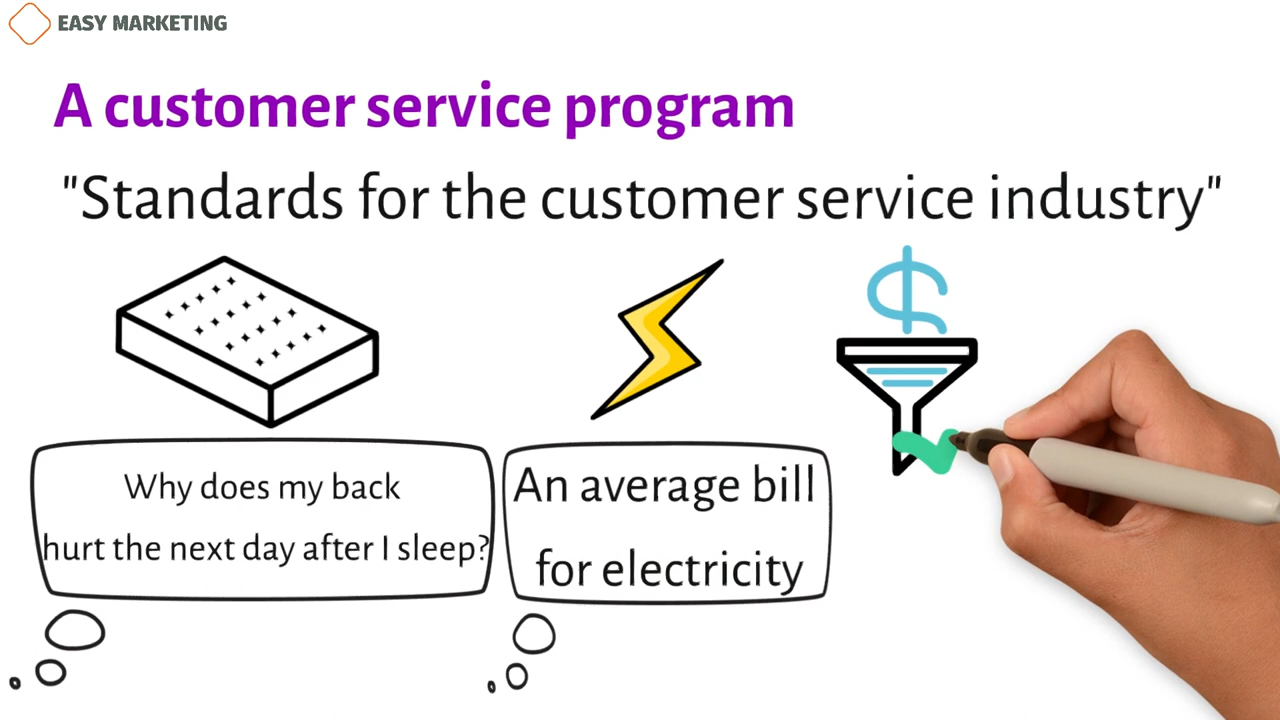 EASY MARKETING
A customer service program
"Standards for the customer service industry"
Why does my back
hurt the next day after I sleep?
An average bill
for electricity